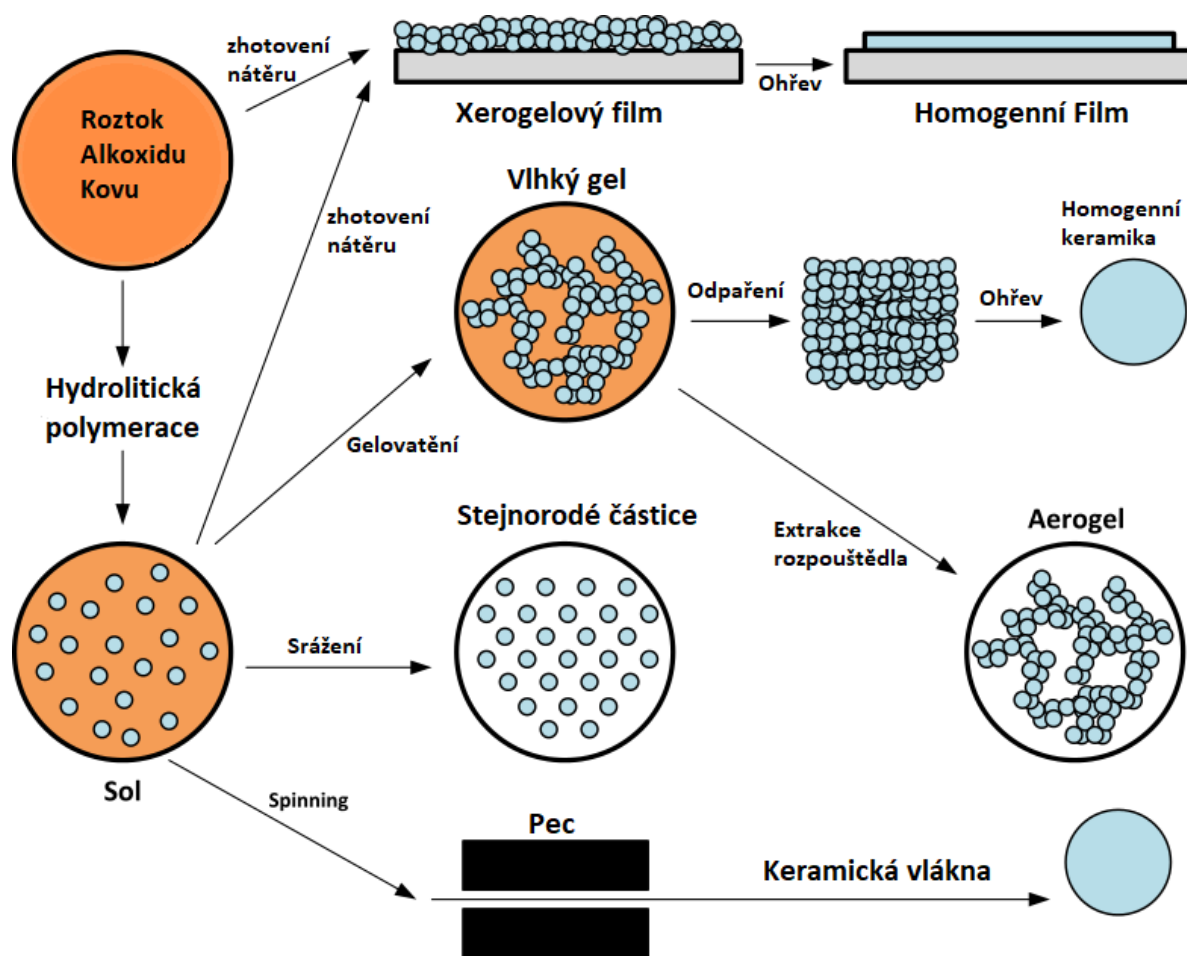 zhotovení
nátěru
Ohřev
Xerogelový film
Homogenní Film
Roztok
Alkoxidu
Kovu
Vlhký gel
zhotovení
nátěru
Homogenní
keramika
Odpaření
Ohřev
Hydrolitická
polymerace
Gelovatění
Stejnorodé částice
Extrakce
rozpouštědla
Aerogel
Srážení
Sol
Spinning
Pec
Keramická vlákna